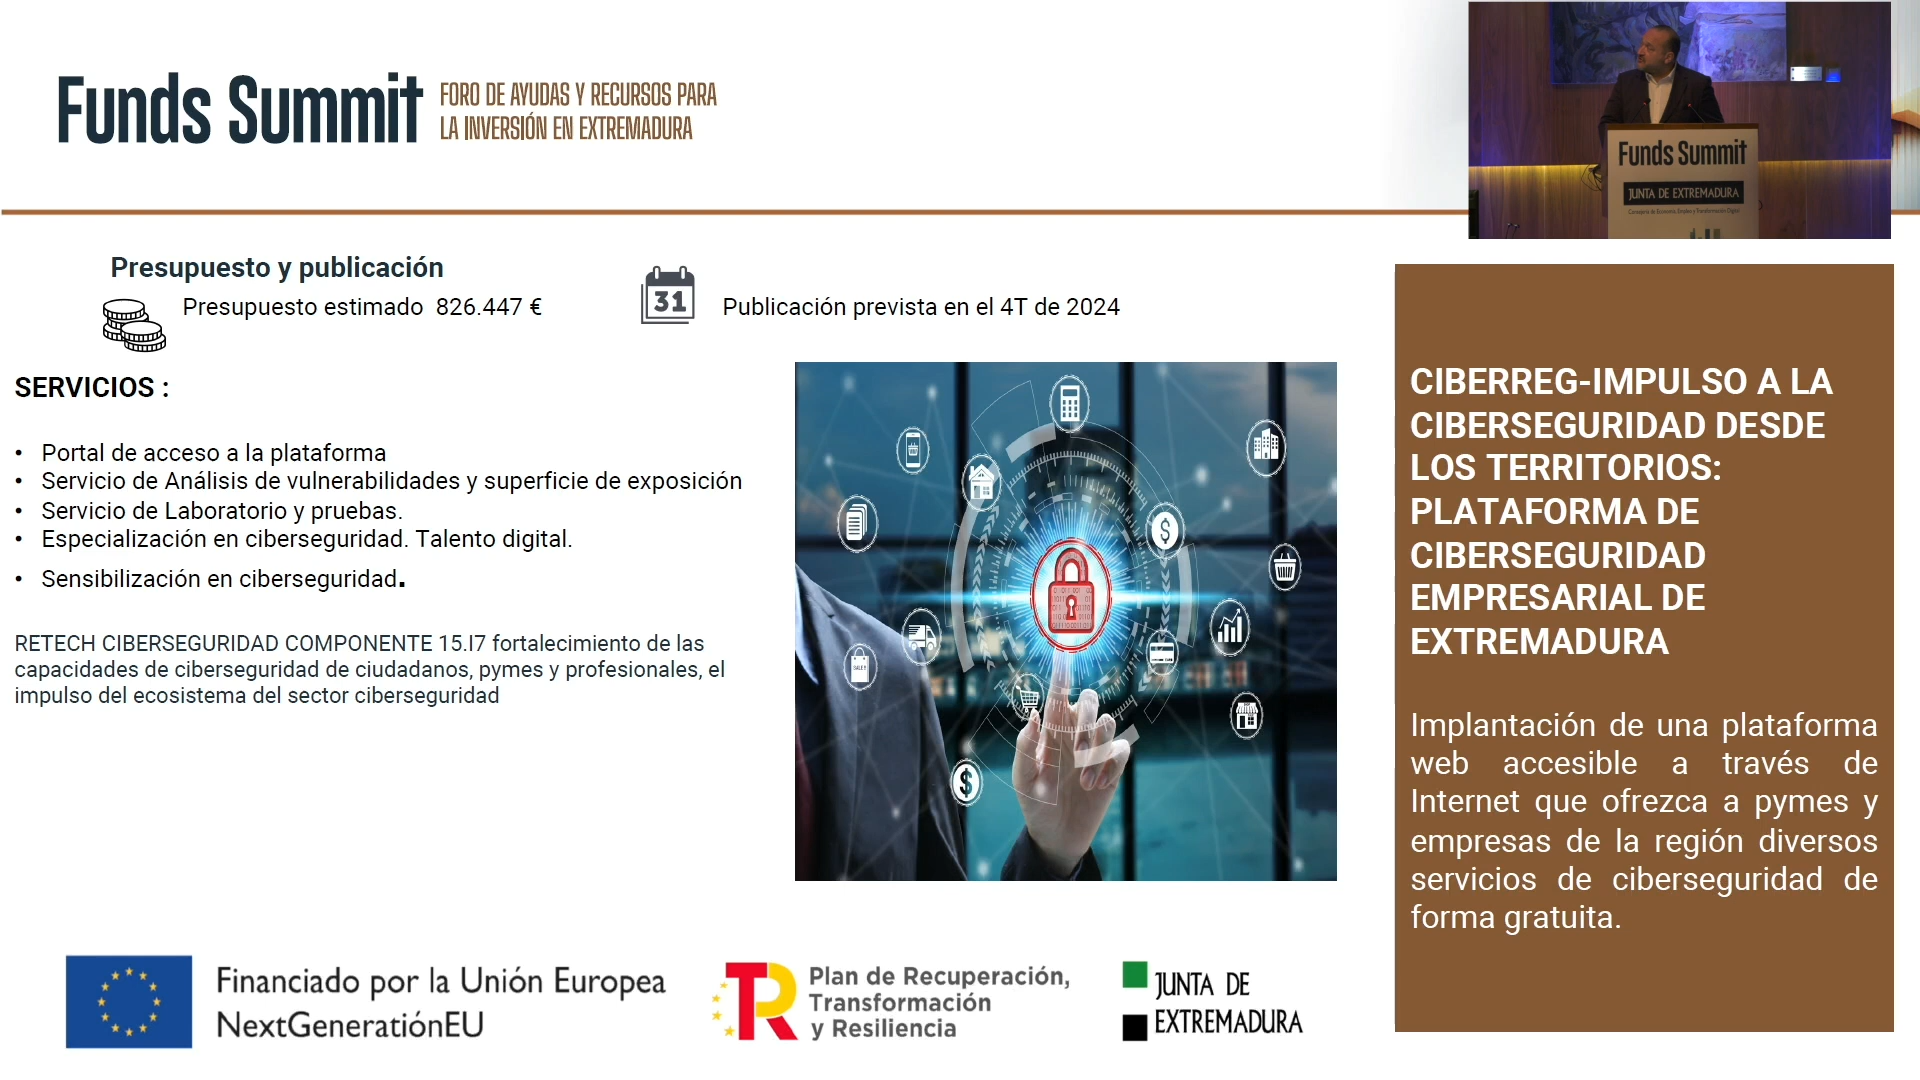 Funds Summit
FORO DE AYUDAS Y RECURSOS PARA
LA INVERSIÓN EN EXTREMADURA
Funds Summit
JUNTA DE EXTREMADURA
Consejería de Economía, Empleo y Transformación Digital
Presupuesto y publicación
Presupuesto estimado 826.447 €
31
Publicación prevista en el 4T de 2024
SERVICIOS :
• Portal de acceso a la plataforma
• Servicio de Análisis de vulnerabilidades y superficie de exposición
• Servicio de Laboratorio y pruebas.
• Especialización en ciberseguridad. Talento digital.
• Sensibilización en ciberseguridad.
RETECH CIBERSEGURIDAD COMPONENTE 15.I7 fortalecimiento de las
capacidades de ciberseguridad de ciudadanos, pymes y profesionales, el
impulso del ecosistema del sector ciberseguridad
CIBERREG-IMPULSO A LA
CIBERSEGURIDAD DESDE
LOS TERRITORIOS:
PLATAFORMA DE
CIBERSEGURIDAD
EMPRESARIAL DE
EXTREMADURA
Implantación de una plataforma
web accesible a través de
Internet que ofrezca a pymes y
empresas de la región diversos
servicios de ciberseguridad de
forma gratuita.
Financiado por la Unión Europea
NextGenerationEU
Plan de Recuperación,
Transformación
y Resiliencia
JUNTA DE
EXTREMADURA